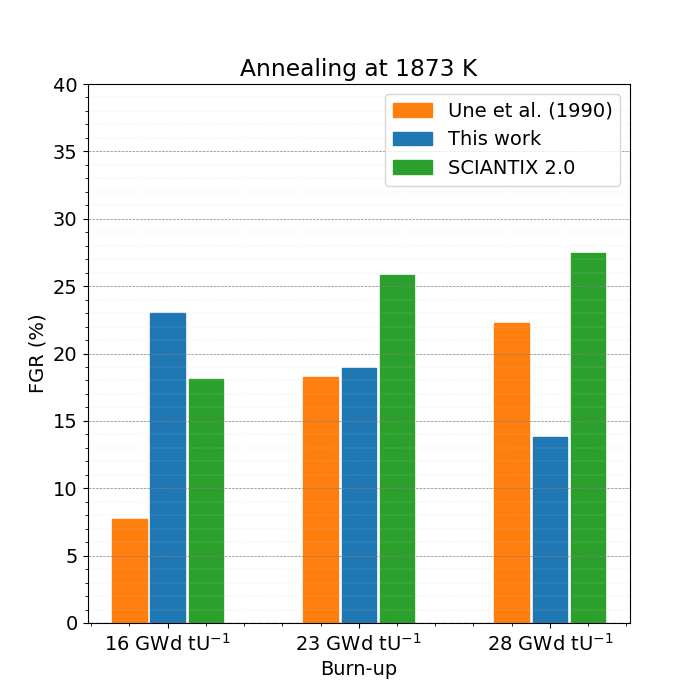 Annealing at 1873 K
Une et al. (1990)
This work
SCIANTIX 2.0
FGR (%)
40
35
30
25
20
15
10
5
0
16 GWd tU⁻¹ 23 GWd tU⁻¹ 28 GWd tU⁻¹
Burn-up